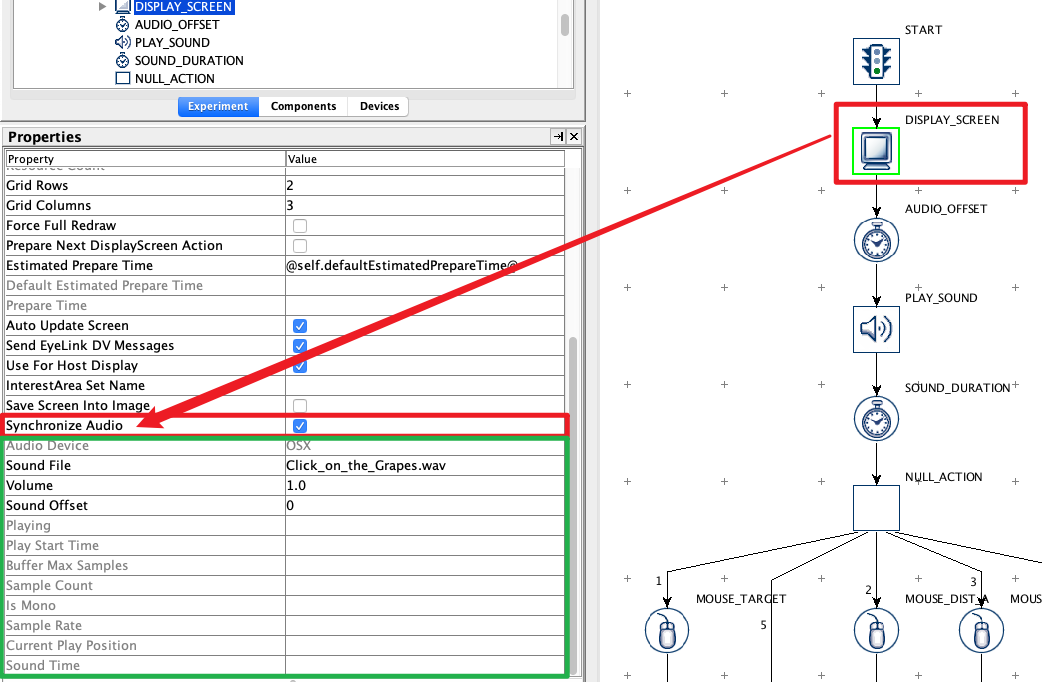 DISPLAY_SCREEN
AUDIO_OFFSET
PLAY_SOUND
SOUND_DURATION
NULL_ACTION
Experiment Components Devices
Properties
Property Value
Resource Count
Grid Rows 2
Grid Columns 3
Force Full Redraw
Prepare Next DisplayScreen Action
Estimated Prepare Time @self.defaultEstimatedPrepareTime@
Default Estimated Prepare Time
Prepare Time
Auto Update Screen
Send EyeLink DV Messages
Use For Host Display
InterestArea Set Name
Save Screen Into Image
Synchronize Audio
Audio Device OSX
Sound File Click_on_the_Grapes.wav
Volume 1.0
Sound Offset 0
Playing
Play Start Time
Buffer Max Samples
Sample Count
Is Mono
Sample Rate
Current Play Position
Sound Time
START
DISPLAY_SCREEN
AUDIO_OFFSET
PLAY_SOUND
SOUND_DURATION
NULL_ACTION
1
2
3
5
MOUSE_TARGET
MOUSE_DIST_A
MOUS